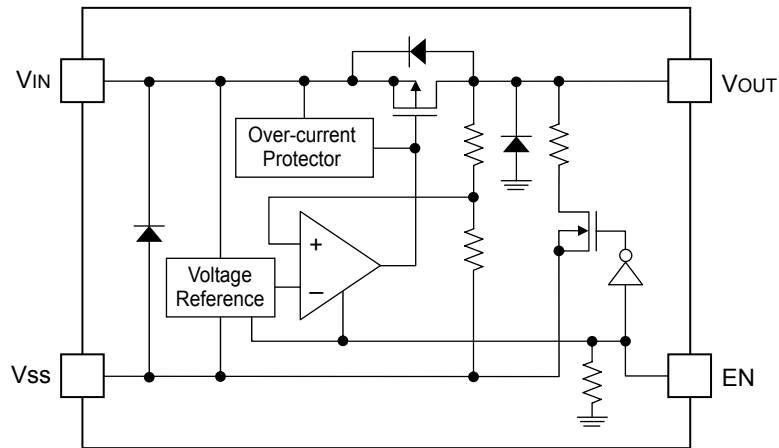 VIN
VOUT
Over-current
Protector
+
Voltage
Reference
−
VSS
EN